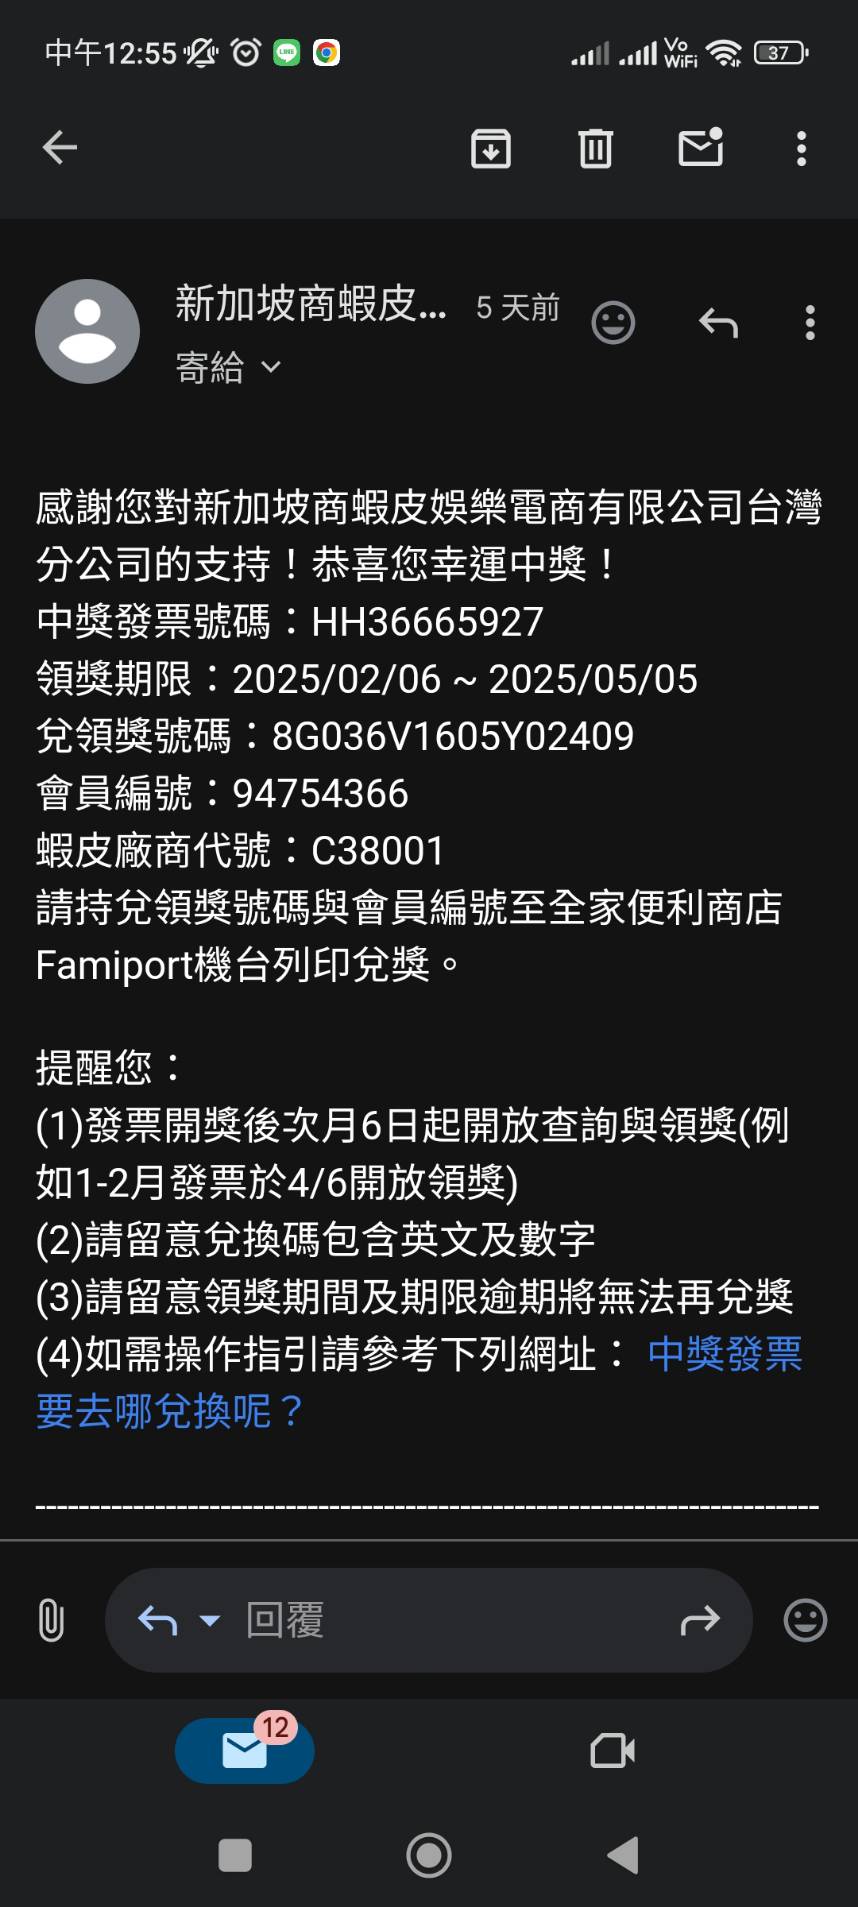 中午12:55
Vo
WiFi
37
新加坡商蝦皮... 5 天前
寄給
感謝您對新加坡商蝦皮娛樂電商有限公司台灣
分公司的支持！恭喜您幸運中獎！
中獎發票號碼：HH36665927
領獎期限：2025/02/06 ~ 2025/05/05
兌領獎號碼：8G036V1605Y02409
會員編號：94754366
蝦皮廠商代號：C38001
請持兌領獎號碼與會員編號至全家便利商店
Famiport機台列印兌獎。
提醒您：
(1)發票開獎後次月6日起開放查詢與領獎(例
如1-2月發票於4/6開放領獎)
(2)請留意兌換碼包含英文及數字
(3)請留意領獎期間及期限逾期將無法再兌獎
(4)如需操作指引請參考下列網址： 中獎發票
要去哪兌換呢？
----------------------------------------------------------------------
回覆
12